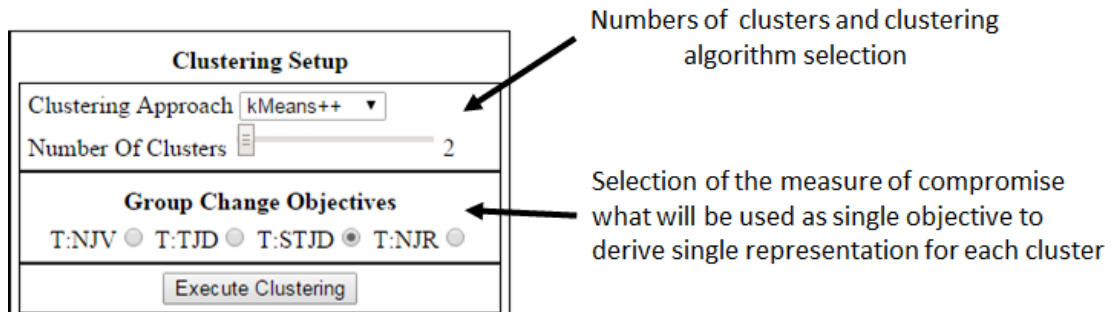 Clustering Setup
Clustering Approach kMeans++
Number Of Clusters 2
Group Change Objectives
T:NJV T:TJD T:STJD T:NJR
Execute Clustering
Numbers of clusters and clustering
algorithm selection
Selection of the measure of compromise
what will be used as single objective to
derive single representation for each cluster